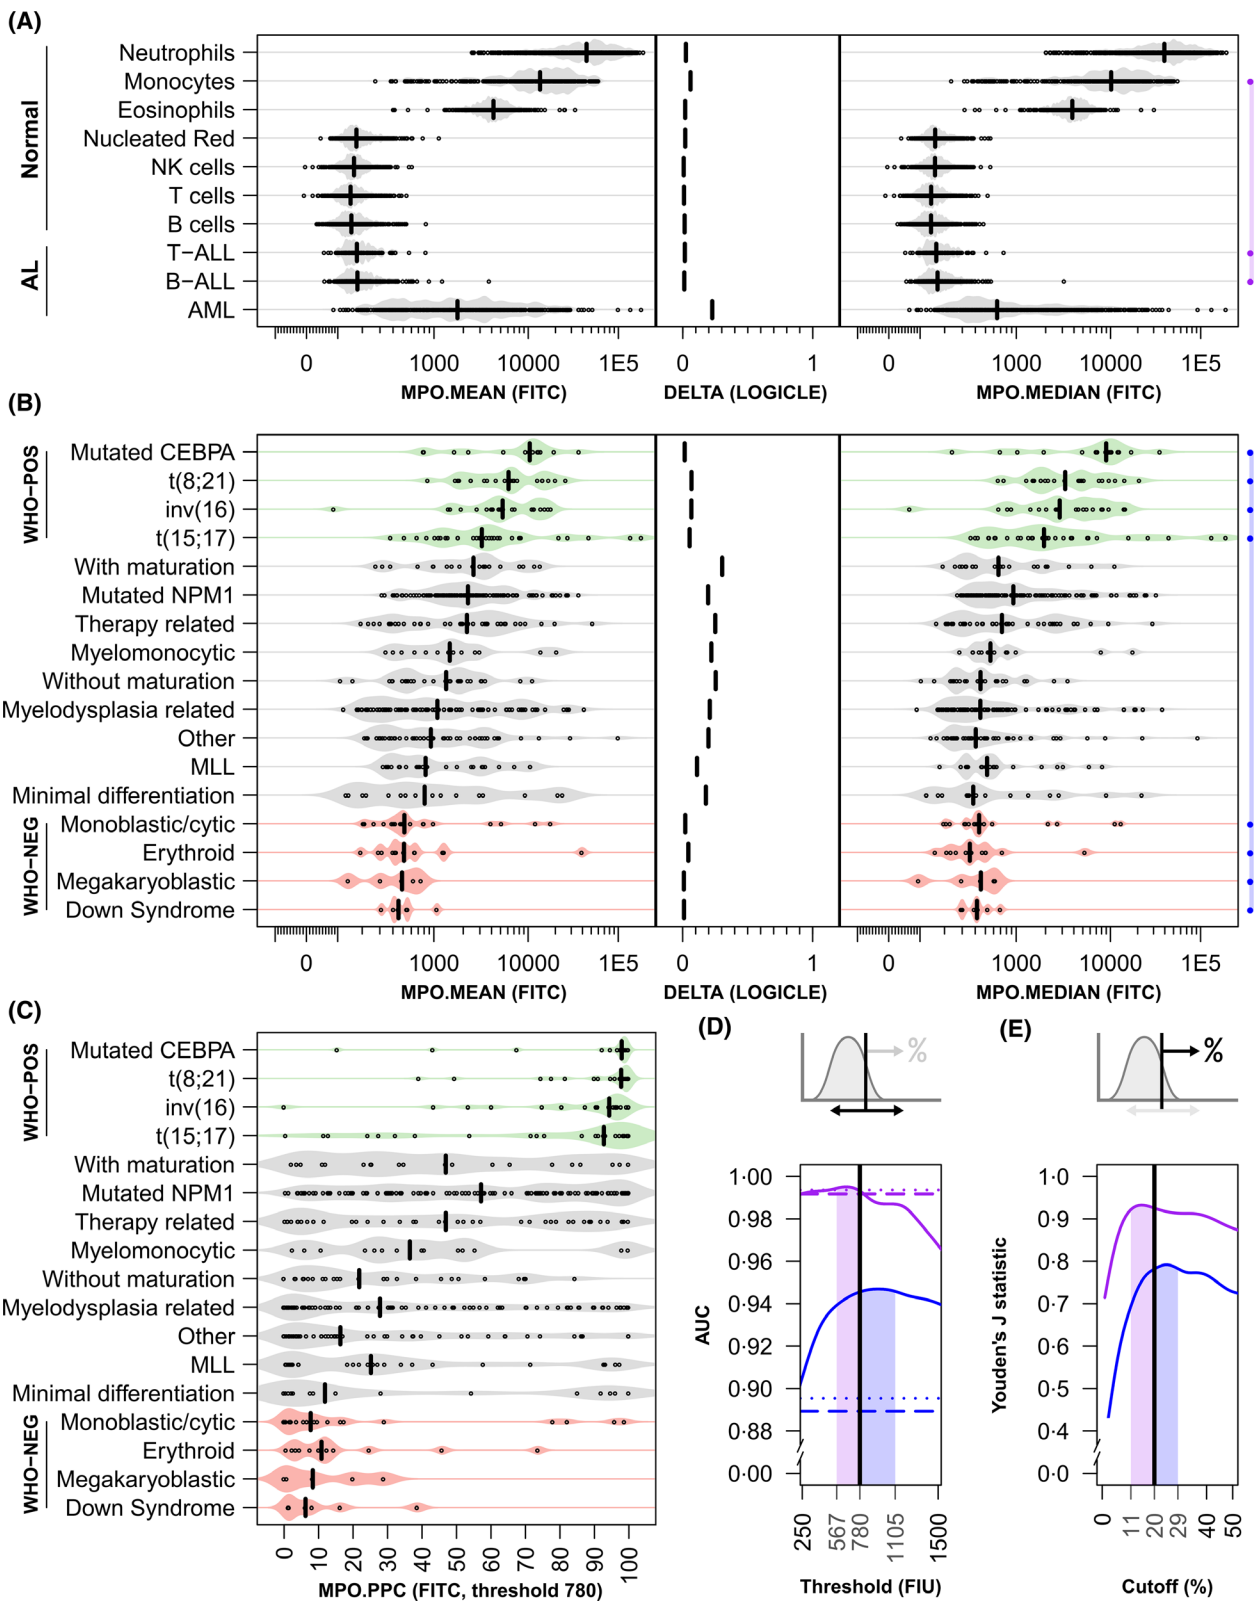 (A)
Normal
AL
Neutrophils
Monocytes
Eosinophils
Nucleated Red
NK cells
T cells
B cells
T−ALL
B−ALL
AML
0 1000 10000 1E5
MPO.MEAN (FITC)
0 1
DELTA (LOGICLE)
0 1000 10000 1E5
MPO.MEDIAN (FITC)
(B)
WHO−POS
WHO−NEG
Mutated CEBPA
t(8;21)
inv(16)
t(15;17)
With maturation
Mutated NPM1
Therapy related
Myelomonocytic
Without maturation
Myelodysplasia related
Other
MLL
Minimal differentiation
Monoblastic/cytic
Erythroid
Megakaryoblastic
Down Syndrome
0 1000 10000 1E5
MPO.MEAN (FITC)
0 1
DELTA (LOGICLE)
0 1000 10000 1E5
MPO.MEDIAN (FITC)
(C)
WHO−POS
WHO−NEG
Mutated CEBPA
t(8;21)
inv(16)
t(15;17)
With maturation
Mutated NPM1
Therapy related
Myelomonocytic
Without maturation
Myelodysplasia related
Other
MLL
Minimal differentiation
Monoblastic/cytic
Erythroid
Megakaryoblastic
Down Syndrome
0 10 20 30 40 50 60 70 80 90 100
MPO.PPC (FITC, threshold 780)
(D)
%
AUC
1·00
0·98
0·96
0·94
0·92
0·90
0·88
0·00
250 567 780 1105 1500
Threshold (FIU)
(E)
%
Youden's J statistic
1·0
0·9
0·8
0·7
0·6
0·5
0·4
0·0
0 11 20 29 40 50
Cutoff (%)